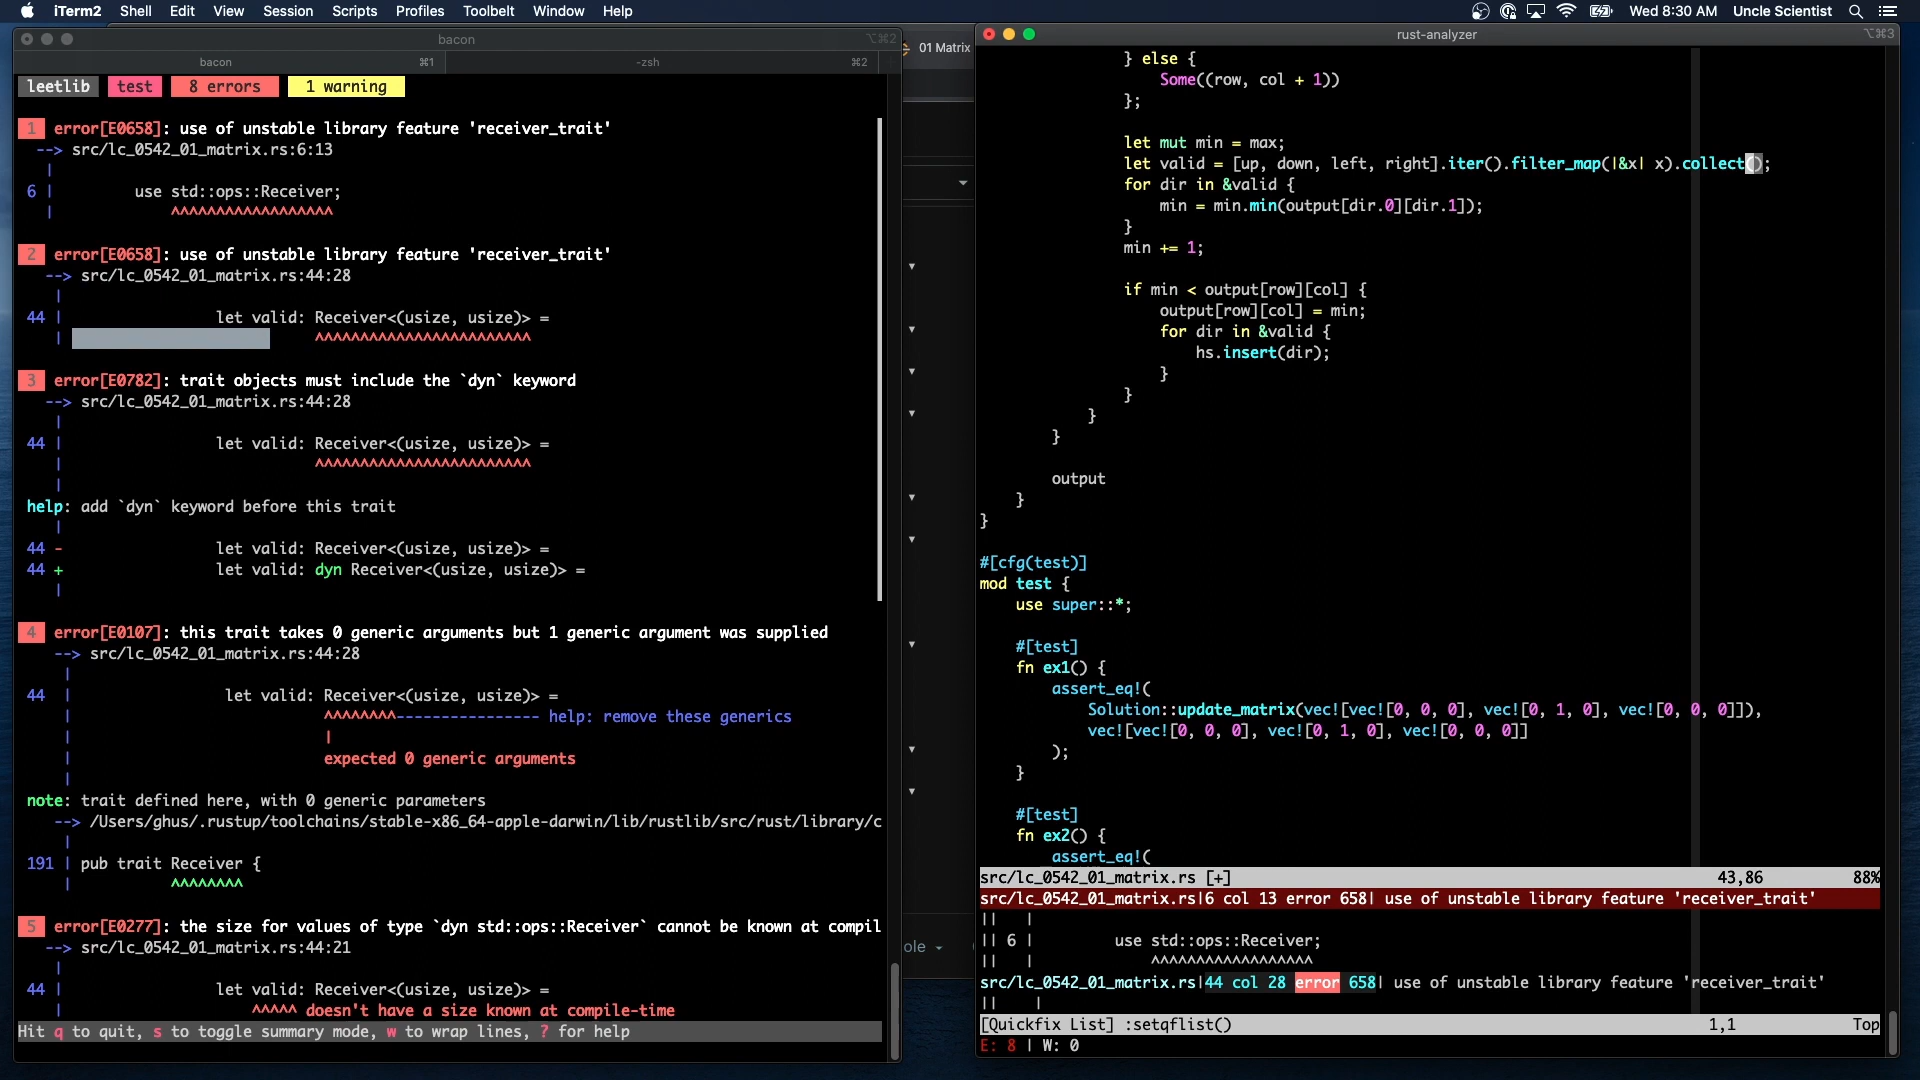 iTerm2 Shell Edit View Session Scripts Profiles Toolbelt Window Help Wed 8:30 AM Uncle Scientist
bacon ⌥⌘2
bacon ⌘1 -zsh ⌘2
leetlib test 8 errors 1 warning
1 error[E0658]: use of unstable library feature 'receiver_trait'
--> src/lc_0542_01_matrix.rs:6:13
|
6 | use std::ops::Receiver;
| ^^^^^^^^^^^^^^^^^^
2 error[E0658]: use of unstable library feature 'receiver_trait'
--> src/lc_0542_01_matrix.rs:44:28
|
44 | let valid: Receiver<(usize, usize)> =
| ^^^^^^^^^^^^^^^^^^^^^^^^
3 error[E0782]: trait objects must include the `dyn` keyword
--> src/lc_0542_01_matrix.rs:44:28
|
44 | let valid: Receiver<(usize, usize)> =
| ^^^^^^^^^^^^^^^^^^^^^^^^
|
help: add `dyn` keyword before this trait
|
44 - let valid: Receiver<(usize, usize)> =
44 + let valid: dyn Receiver<(usize, usize)> =
|
4 error[E0107]: this trait takes 0 generic arguments but 1 generic argument was supplied
--> src/lc_0542_01_matrix.rs:44:28
|
44 | let valid: Receiver<(usize, usize)> =
| ^^^^^^^^---------------- help: remove these generics
| |
| expected 0 generic arguments
|
note: trait defined here, with 0 generic parameters
--> /Users/ghus/.rustup/toolchains/stable-x86_64-apple-darwin/lib/rustlib/src/rust/library/c
|
191 | pub trait Receiver {
| ^^^^^^^^
5 error[E0277]: the size for values of type `dyn std::ops::Receiver` cannot be known at compil
--> src/lc_0542_01_matrix.rs:44:21
|
44 | let valid: Receiver<(usize, usize)> =
| ^^^^^ doesn't have a size known at compile-time
Hit q to quit, s to toggle summary mode, w to wrap lines, ? for help
01 Matrix
ole
rust-analyzer ⌥⌘3
} else {
Some((row, col + 1))
};
let mut min = max;
let valid = [up, down, left, right].iter().filter_map(|&x| x).collect();
for dir in &valid {
min = min.min(output[dir.0][dir.1]);
}
min += 1;
if min < output[row][col] {
output[row][col] = min;
for dir in &valid {
hs.insert(dir);
}
}
}
}
output
}
}
#[cfg(test)]
mod test {
use super::*;
#[test]
fn ex1() {
assert_eq!(
Solution::update_matrix(vec![vec![0, 0, 0], vec![0, 1, 0], vec![0, 0, 0]]),
vec![vec![0, 0, 0], vec![0, 1, 0], vec![0, 0, 0]]
);
}
#[test]
fn ex2() {
assert_eq!(
src/lc_0542_01_matrix.rs [+] 43,86 88%
src/lc_0542_01_matrix.rs|6 col 13 error 658| use of unstable library feature 'receiver_trait'
|| |
|| 6 | use std::ops::Receiver;
|| | ^^^^^^^^^^^^^^^^^^
src/lc_0542_01_matrix.rs|44 col 28 error 658| use of unstable library feature 'receiver_trait'
|| |
[Quickfix List] :setqflist() 1,1 Top
E: 8 | W: 0